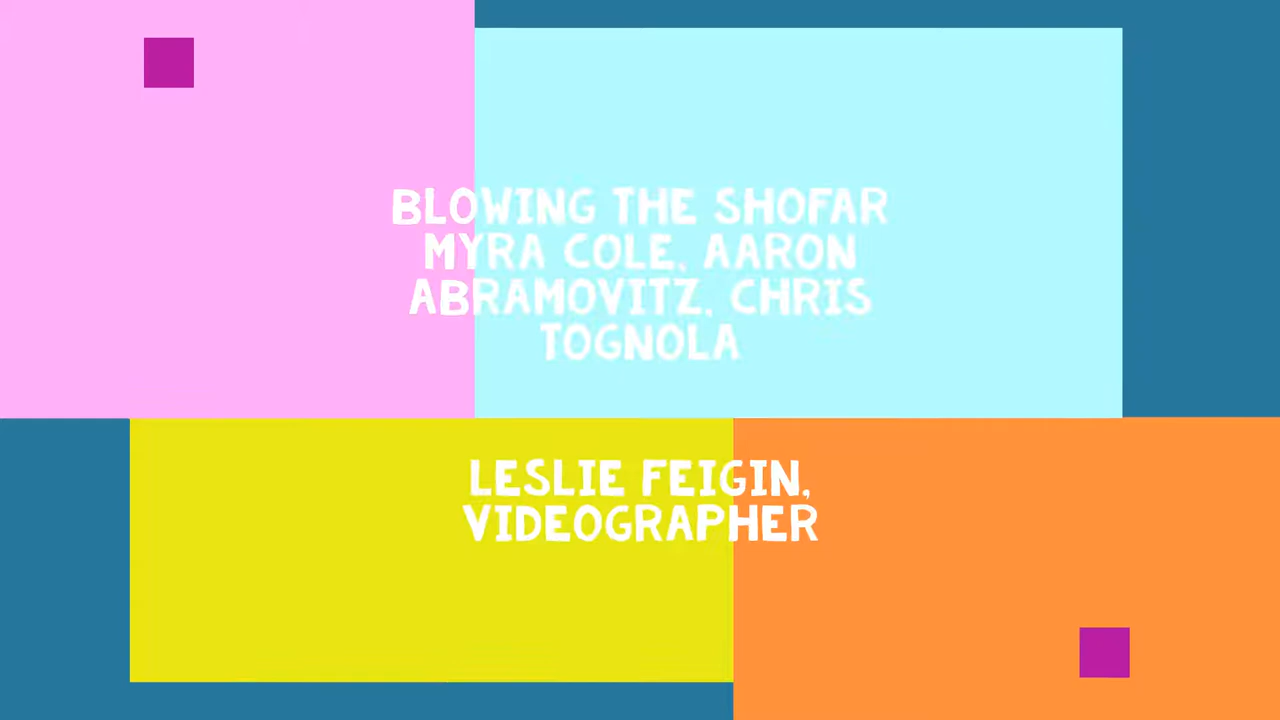 BLOWING THE SHOFAR
MYRA COLE, AARON
ABRAMOVITZ, CHRIS
TOGNOLA
LESLIE FEIGIN,
VIDEOGRAPHER